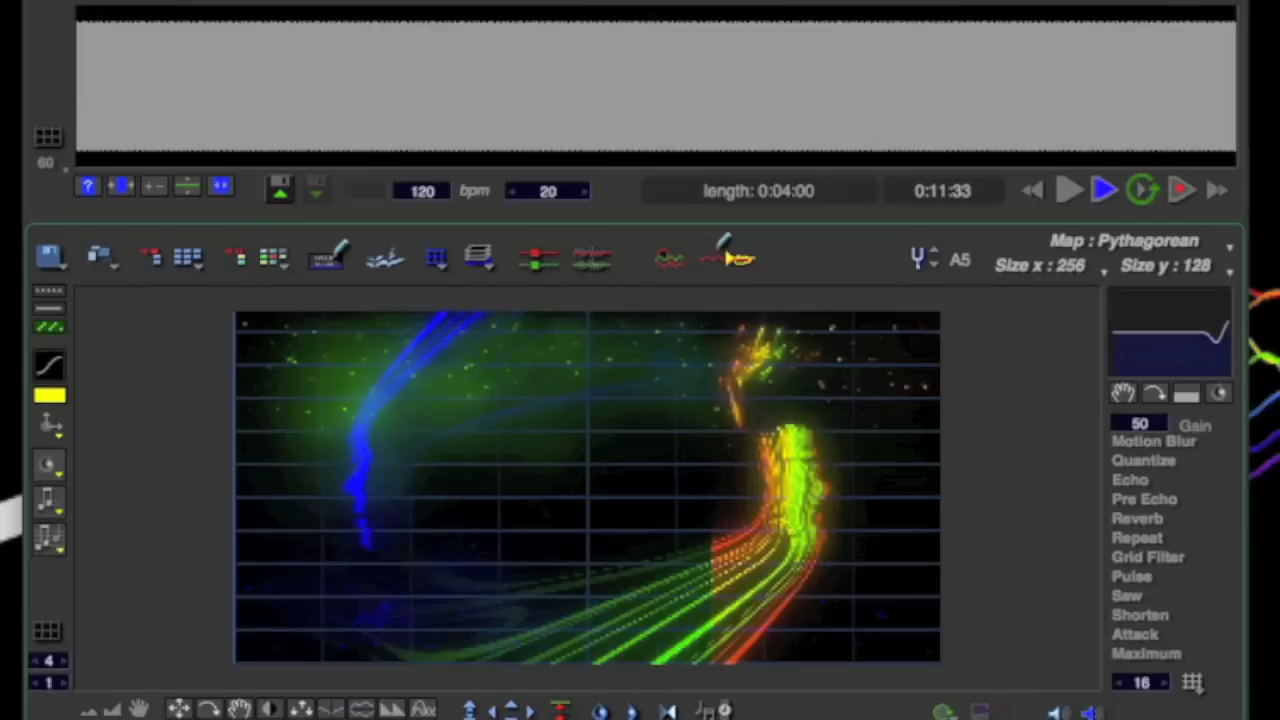 60
? 120 bpm 20 length: 0:04:00 0:11:33
Map : Pythagorean
A5 Size x : 256 Size y : 128
50 Gain
Motion Blur
Quantize
Echo
Pre Echo
Reverb
Repeat
Grid Filter
Pulse
Saw
Shorten
Attack
Maximum
4
1 16